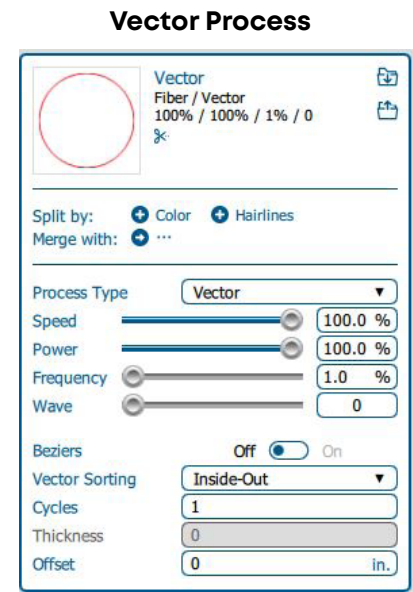 Vector Process
Vector
Fiber / Vector
100% / 100% / 1% / 0
Split by: Color Hairlines
Merge with: ...
Process Type Vector
Speed 100.0 %
Power 100.0 %
Frequency 1.0 %
Wave 0
Beziers Off On
Vector Sorting Inside-Out
Cycles 1
Thickness 0
Offset 0 in.